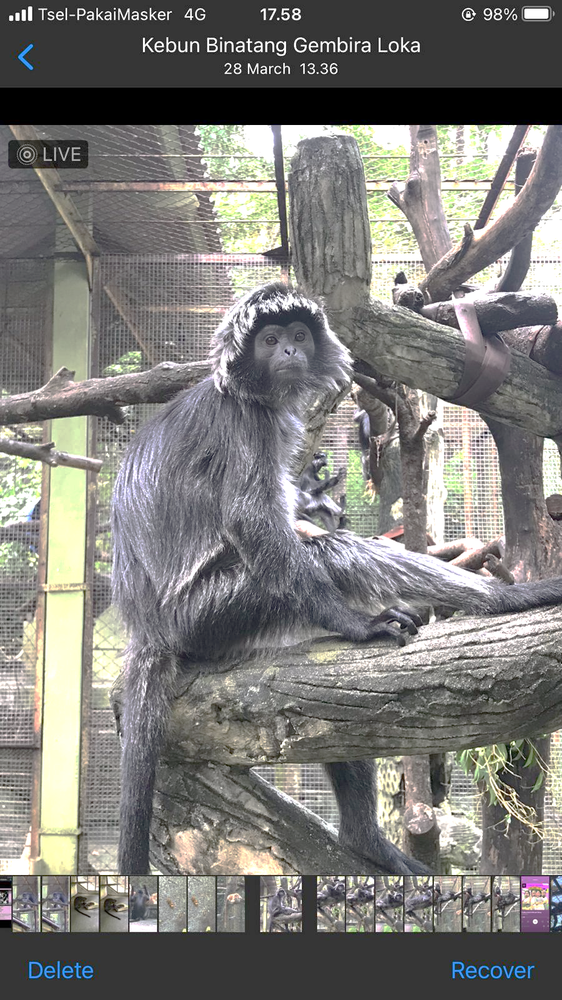 Tsel-PakaiMasker 4G 17.58 98%
Kebun Binatang Gembira Loka
28 March 13.36
LIVE
Delete Recover